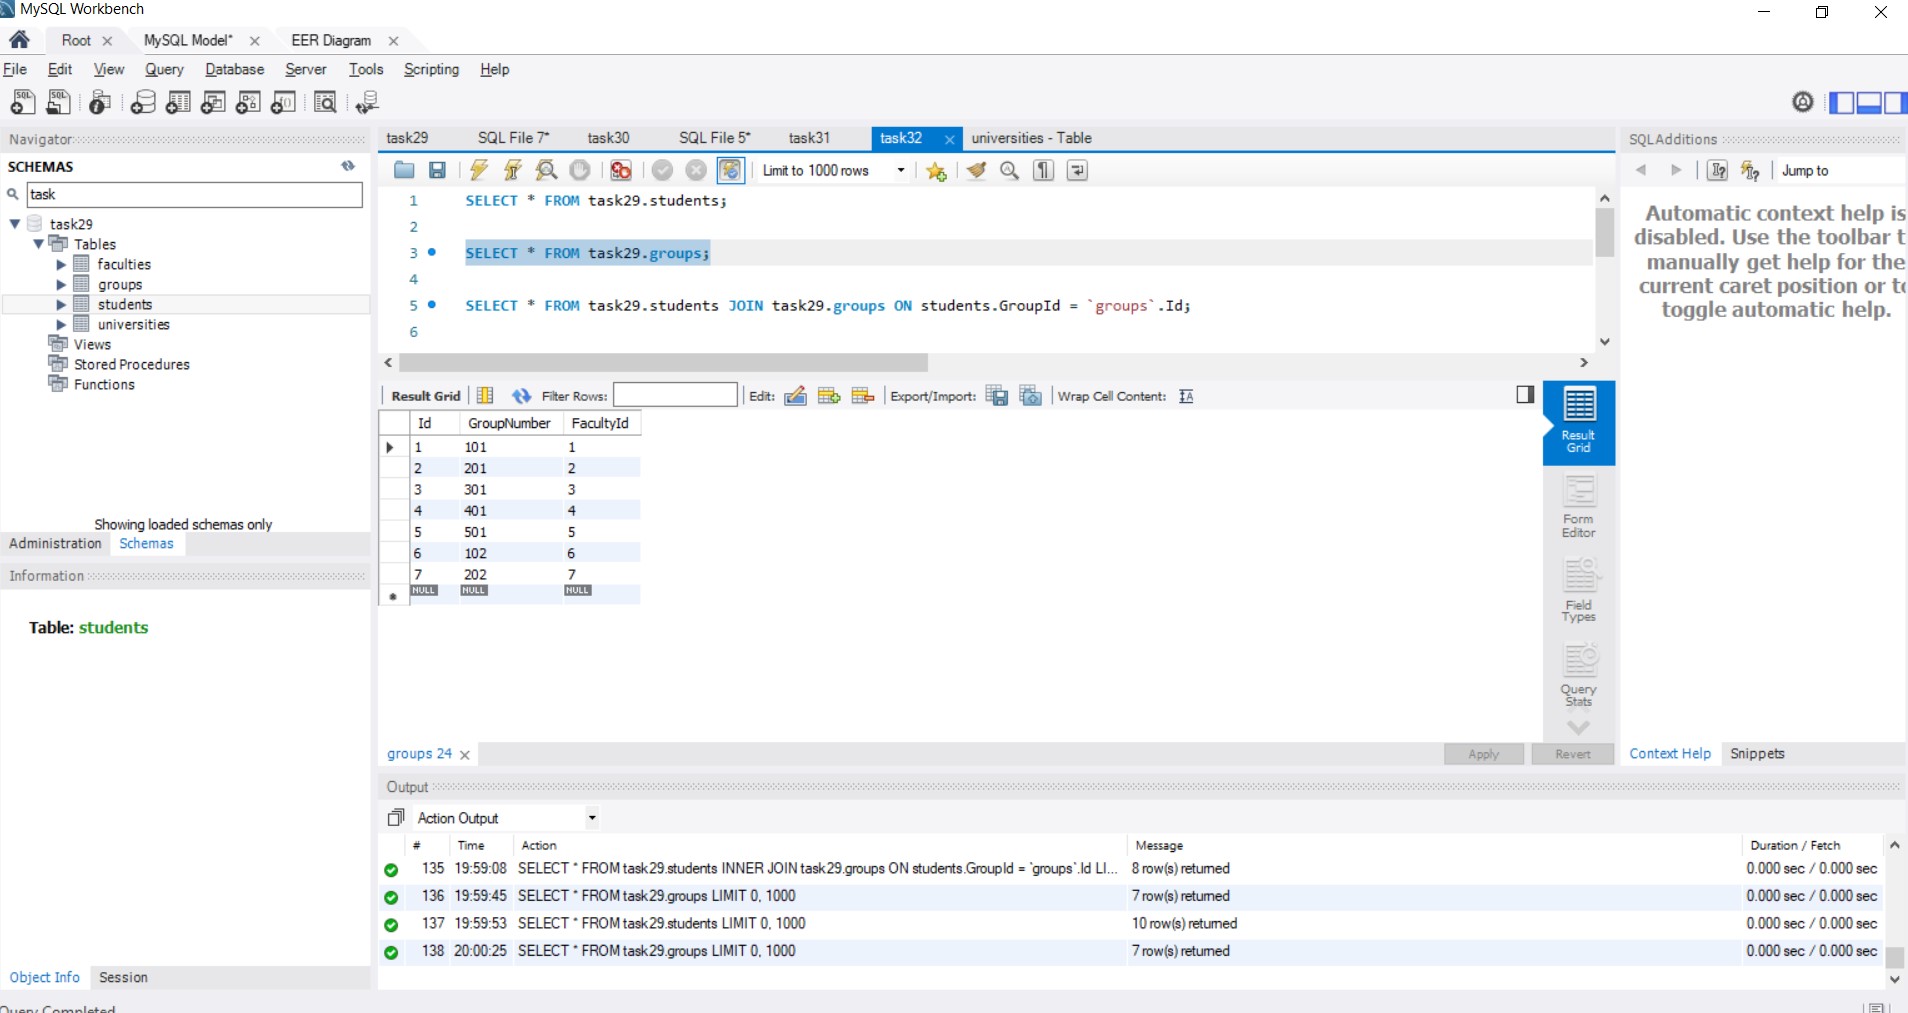 MySQL Workbench
Root
MySQL Model*
EER Diagram
File Edit View Query Database Server Tools Scripting Help
Navigator
SCHEMAS
task
task29
Tables
faculties
groups
students
universities
Views
Stored Procedures
Functions
Showing loaded schemas only
Administration Schemas
Information
Table: students
Object Info Session
Query Completed
task29 SQL File 7* task30 SQL File 5* task31 task32 universities - Table
Limit to 1000 rows
1 SELECT * FROM task29.students;
2
3 SELECT * FROM task29.groups;
4
5 SELECT * FROM task29.students JOIN task29.groups ON students.GroupId = `groups`.Id;
6
Result Grid Filter Rows: Edit: Export/Import: Wrap Cell Content:
Id GroupNumber FacultyId
1 101 1
2 201 2
3 301 3
4 401 4
5 501 5
6 102 6
7 202 7
NULL NULL NULL
Result
Grid
Form
Editor
Field
Types
Query
Stats
groups 24
Apply Revert
Output
Action Output
# Time Action Message Duration / Fetch
135 19:59:08 SELECT * FROM task29.students INNER JOIN task29.groups ON students.GroupId = `groups`.Id LI... 8 row(s) returned 0.000 sec / 0.000 sec
136 19:59:45 SELECT * FROM task29.groups LIMIT 0, 1000 7 row(s) returned 0.000 sec / 0.000 sec
137 19:59:53 SELECT * FROM task29.students LIMIT 0, 1000 10 row(s) returned 0.000 sec / 0.000 sec
138 20:00:25 SELECT * FROM task29.groups LIMIT 0, 1000 7 row(s) returned 0.000 sec / 0.000 sec
SQLAdditions
Jump to
Automatic context help is
disabled. Use the toolbar t
manually get help for the
current caret position or to
toggle automatic help.
Context Help Snippets